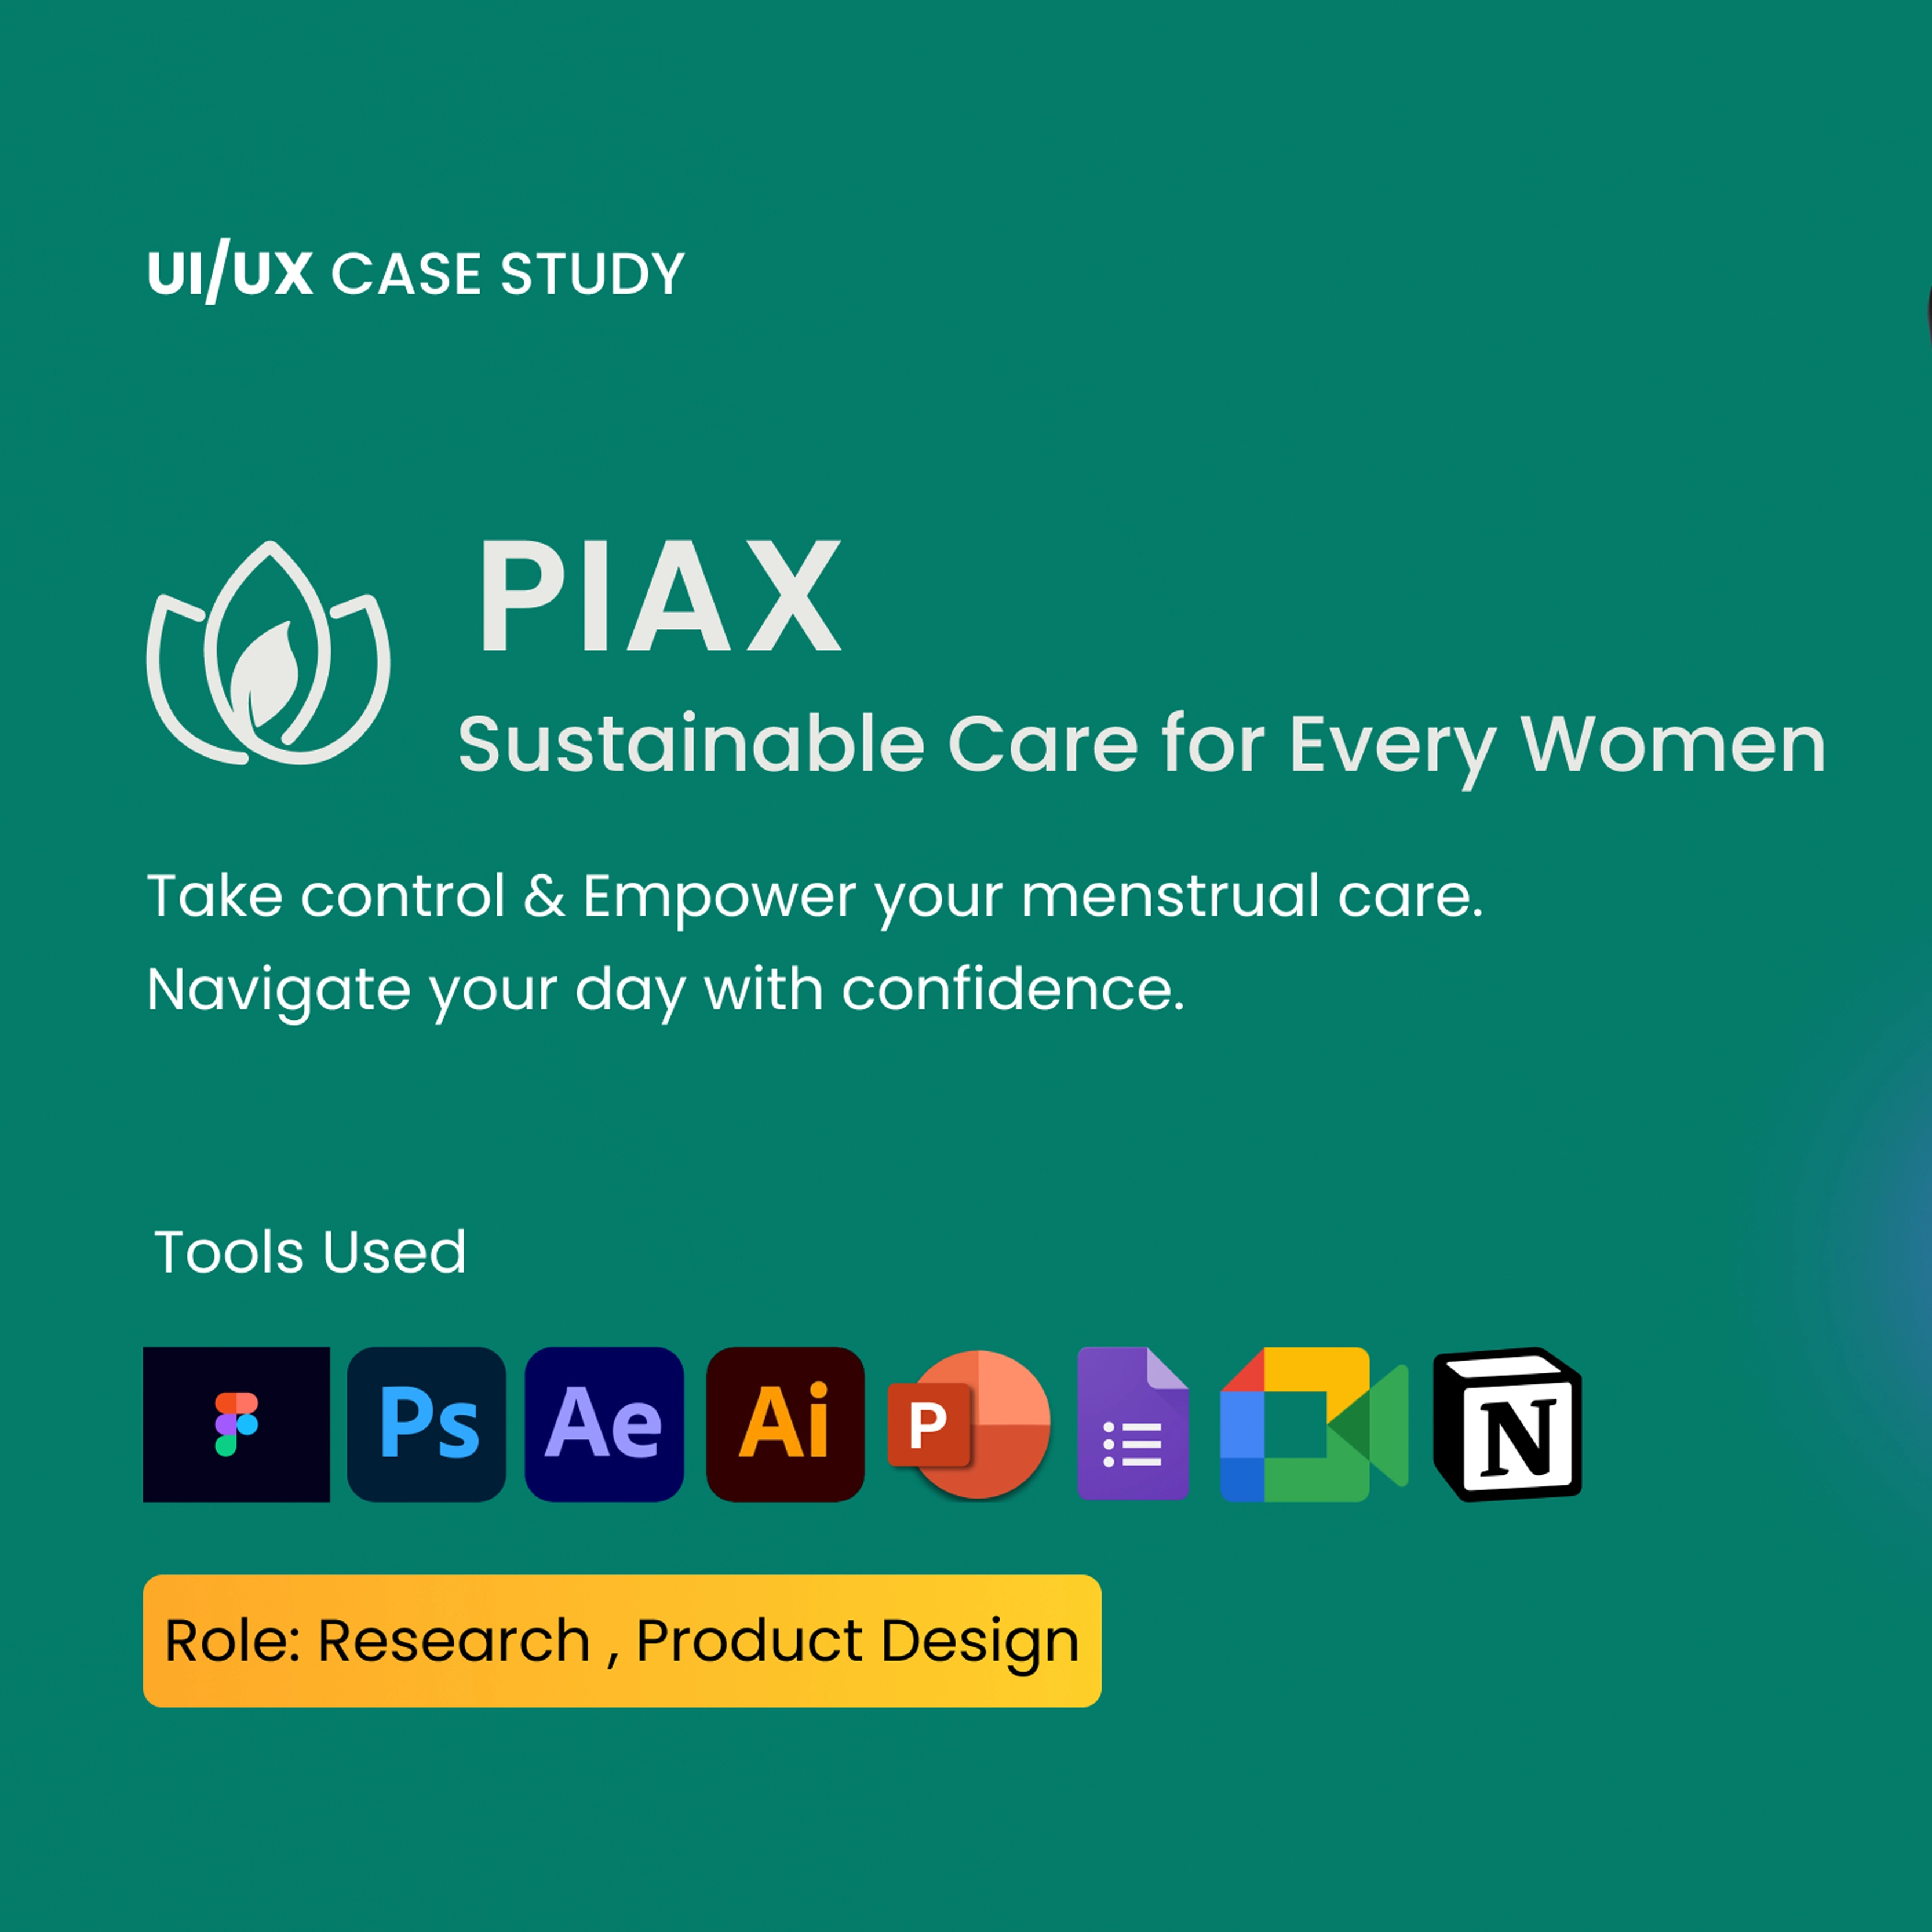 UI/UX CASE STUDY
PIAX
Sustainable Care for Every Women
Take control & Empower your menstrual care.
Navigate your day with confidence.
Tools Used
Ps Ae Ai P N
Role: Research , Product Design